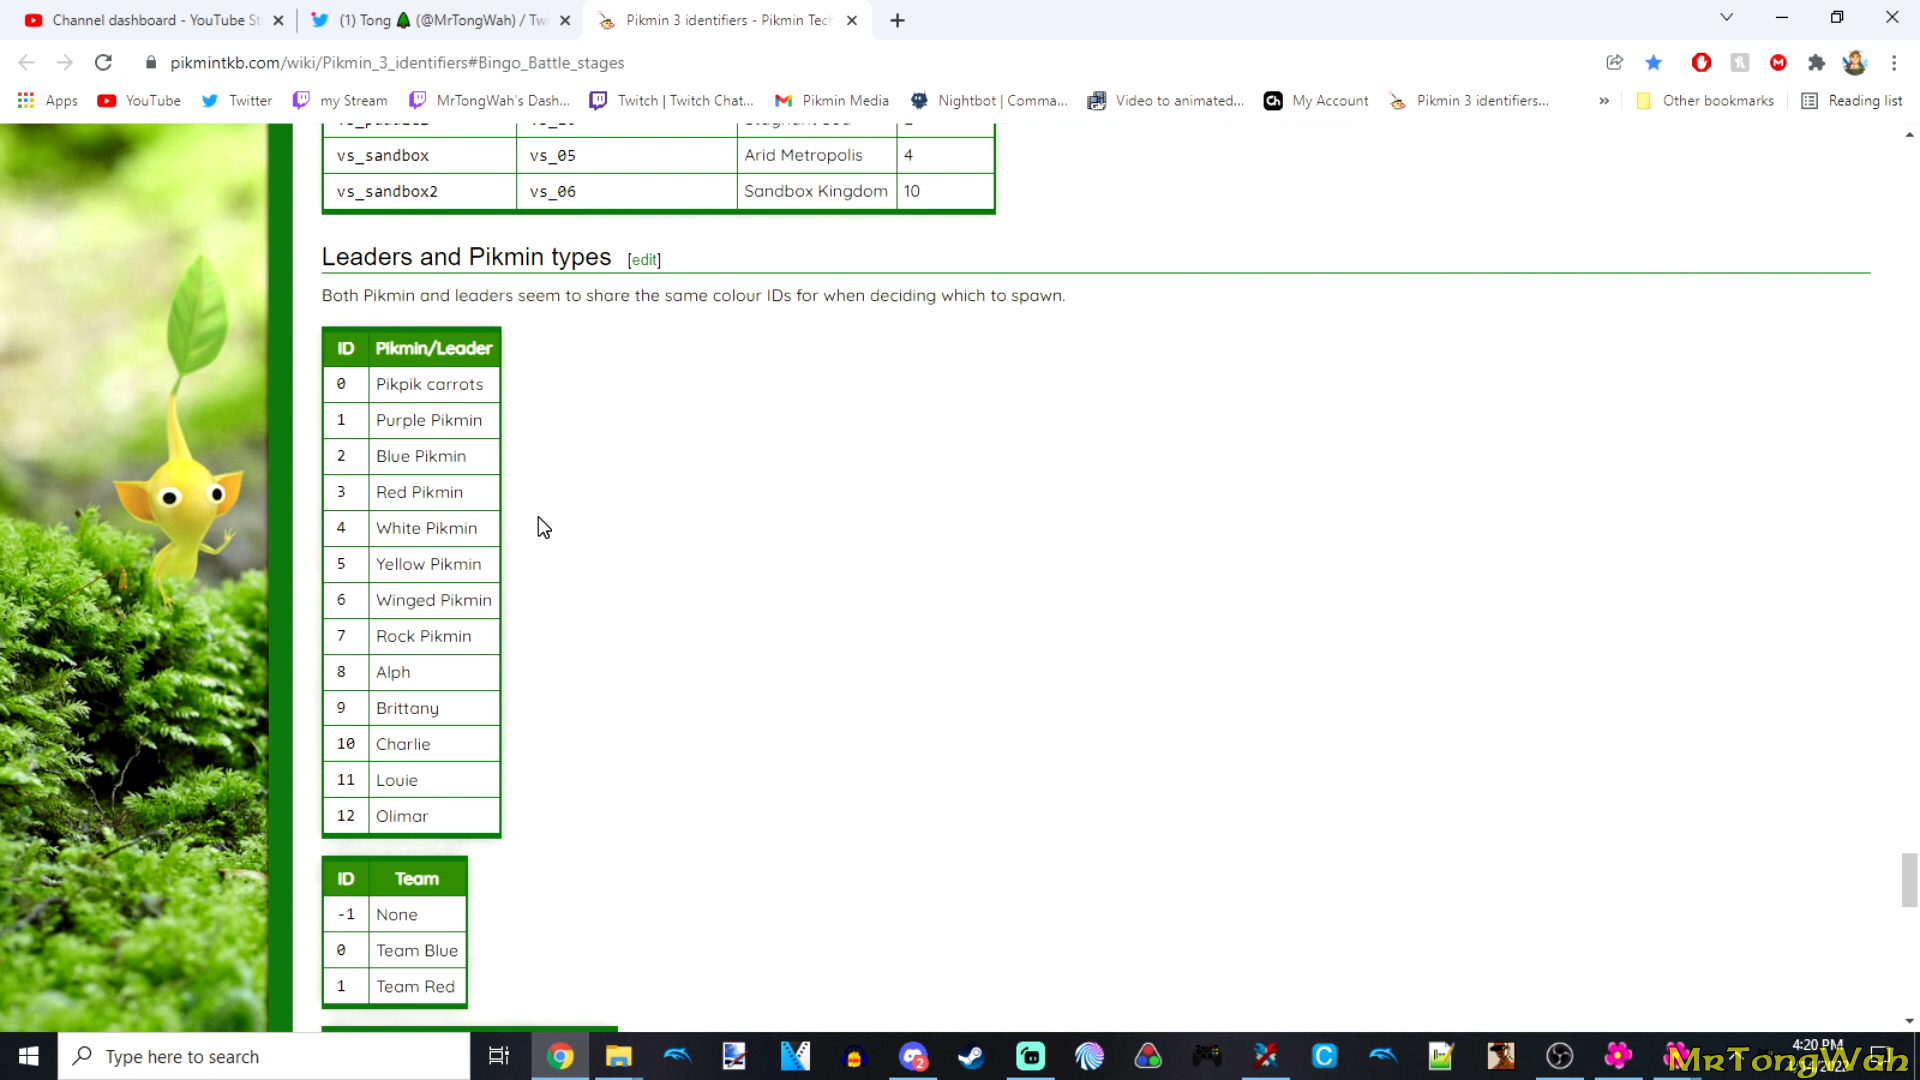 Channel dashboard - YouTube St
(1) Tong 🌲 (@MrTongWah) / Tw
Pikmin 3 identifiers - Pikmin Tech
pikmintkb.com/wiki/Pikmin_3_identifiers#Bingo_Battle_stages
Apps
YouTube
Twitter
my Stream
MrTongWah's Dash...
Twitch | Twitch Chat...
Pikmin Media
Nightbot | Comma...
Video to animated...
My Account
Pikmin 3 identifiers...
»
Other bookmarks
Reading list
vs_sandbox vs_05 Arid Metropolis 4
vs_sandbox2 vs_06 Sandbox Kingdom 10
Leaders and Pikmin types [edit]
Both Pikmin and leaders seem to share the same colour IDs for when deciding which to spawn.
ID Pikmin/Leader
0 Pikpik carrots
1 Purple Pikmin
2 Blue Pikmin
3 Red Pikmin
4 White Pikmin
5 Yellow Pikmin
6 Winged Pikmin
7 Rock Pikmin
8 Alph
9 Brittany
10 Charlie
11 Louie
12 Olimar
ID Team
-1 None
0 Team Blue
1 Team Red
Type here to search
4:20 PM
MrTongWah